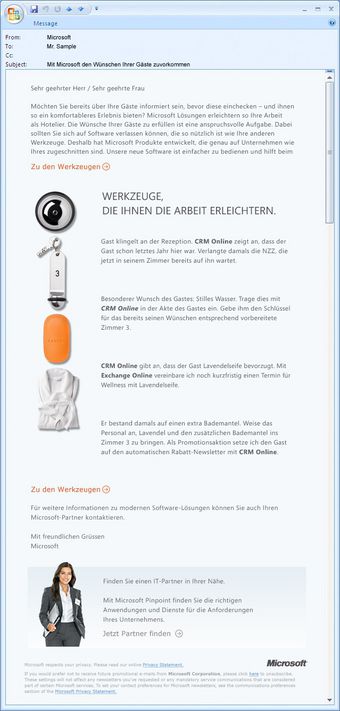 Message
From: Microsoft
To: Mr. Sample
Cc:
Subject: Mit Microsoft den Wünschen Ihrer Gäste zuvorkommen
Sehr geehrter Herr / Sehr geehrte Frau
Möchten Sie bereits über Ihre Gäste informiert sein, bevor diese einchecken – und ihnen
so ein komfortableres Erlebnis bieten? Microsoft Lösungen erleichtern so Ihre Arbeit
als Hotelier. Die Wünsche Ihrer Gäste zu erfüllen ist eine anspruchsvolle Aufgabe. Dabei
sollten Sie sich auf Software verlassen können, die so nützlich ist wie Ihre anderen
Werkzeuge. Deshalb hat Microsoft Produkte entwickelt, die genau auf Unternehmen wie
Ihres zugeschnitten sind. Unsere neue Software ist einfacher zu bedienen und hilft beim
Zu den Werkzeugen
WERKZEUGE,
DIE IHNEN DIE ARBEIT ERLEICHTERN.
Gast klingelt an der Rezeption. CRM Online zeigt an, dass der
Gast schon letztes Jahr hier war. Verlangte damals die NZZ, die
jetzt in seinem Zimmer bereits auf ihn wartet.
3
Besonderer Wunsch des Gastes: Stilles Wasser. Trage dies mit
CRM Online in der Akte des Gastes ein. Gebe ihm den Schlüssel
für das bereits seinen Wünschen entsprechend vorbereitete
Zimmer 3.
CRM Online gibt an, dass der Gast Lavendelseife bevorzugt. Mit
Exchange Online vereinbare ich noch kurzfristig einen Termin für
Wellness mit Lavendelseife.
Er bestand damals auf einen extra Bademantel. Weise das
Personal an, Lavendel und den zusätzlichen Bademantel ins
Zimmer 3 zu bringen. Als Promotionsaktion setze ich den Gast
auf den automatischen Rabatt-Newsletter mit CRM Online.
Zu den Werkzeugen
Für weitere Informationen zu modernen Software-Lösungen können Sie auch Ihren
Microsoft-Partner kontaktieren.
Mit freundlichen Grüssen
Microsoft
Finden Sie einen IT-Partner in Ihrer Nähe.
Mit Microsoft Pinpoint finden Sie die richtigen
Anwendungen und Dienste für die Anforderungen
Ihres Unternehmens.
Jetzt Partner finden
Microsoft respects your privacy. Please read our online Privacy Statement.
Microsoft
If you would prefer not to receive future promotional e-mails from Microsoft Corporation, please click here to unsubscribe.
These settings will not affect any newsletters you've requested or any mandatory service communications that are considered
part of certain Microsoft services. To set your contact preferences for Microsoft newsletters, see the communications preferences
section of the Microsoft Privacy Statement.